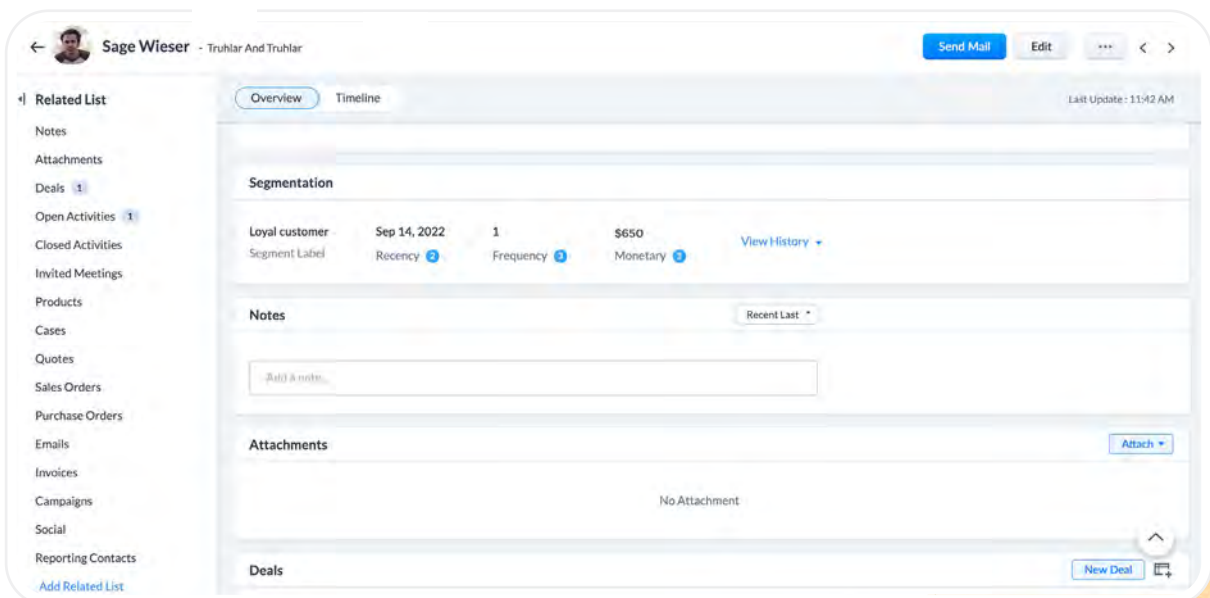 Sage Wieser - Truhlar And Truhlar
Send Mail
Edit
Related List
Notes
Attachments
Deals 1
Open Activities 1
Closed Activities
Invited Meetings
Products
Cases
Quotes
Sales Orders
Purchase Orders
Emails
Invoices
Campaigns
Social
Reporting Contacts
Add Related List
Overview
Timeline
Last Update : 11:42 AM
Segmentation
Loyal customer
Segment Label
Sep 14, 2022
Recency 2
1
Frequency 3
$650
Monetary 3
View History
Notes
Recent Last
Add a note...
Attachments
Attach
No Attachment
Deals
New Deal